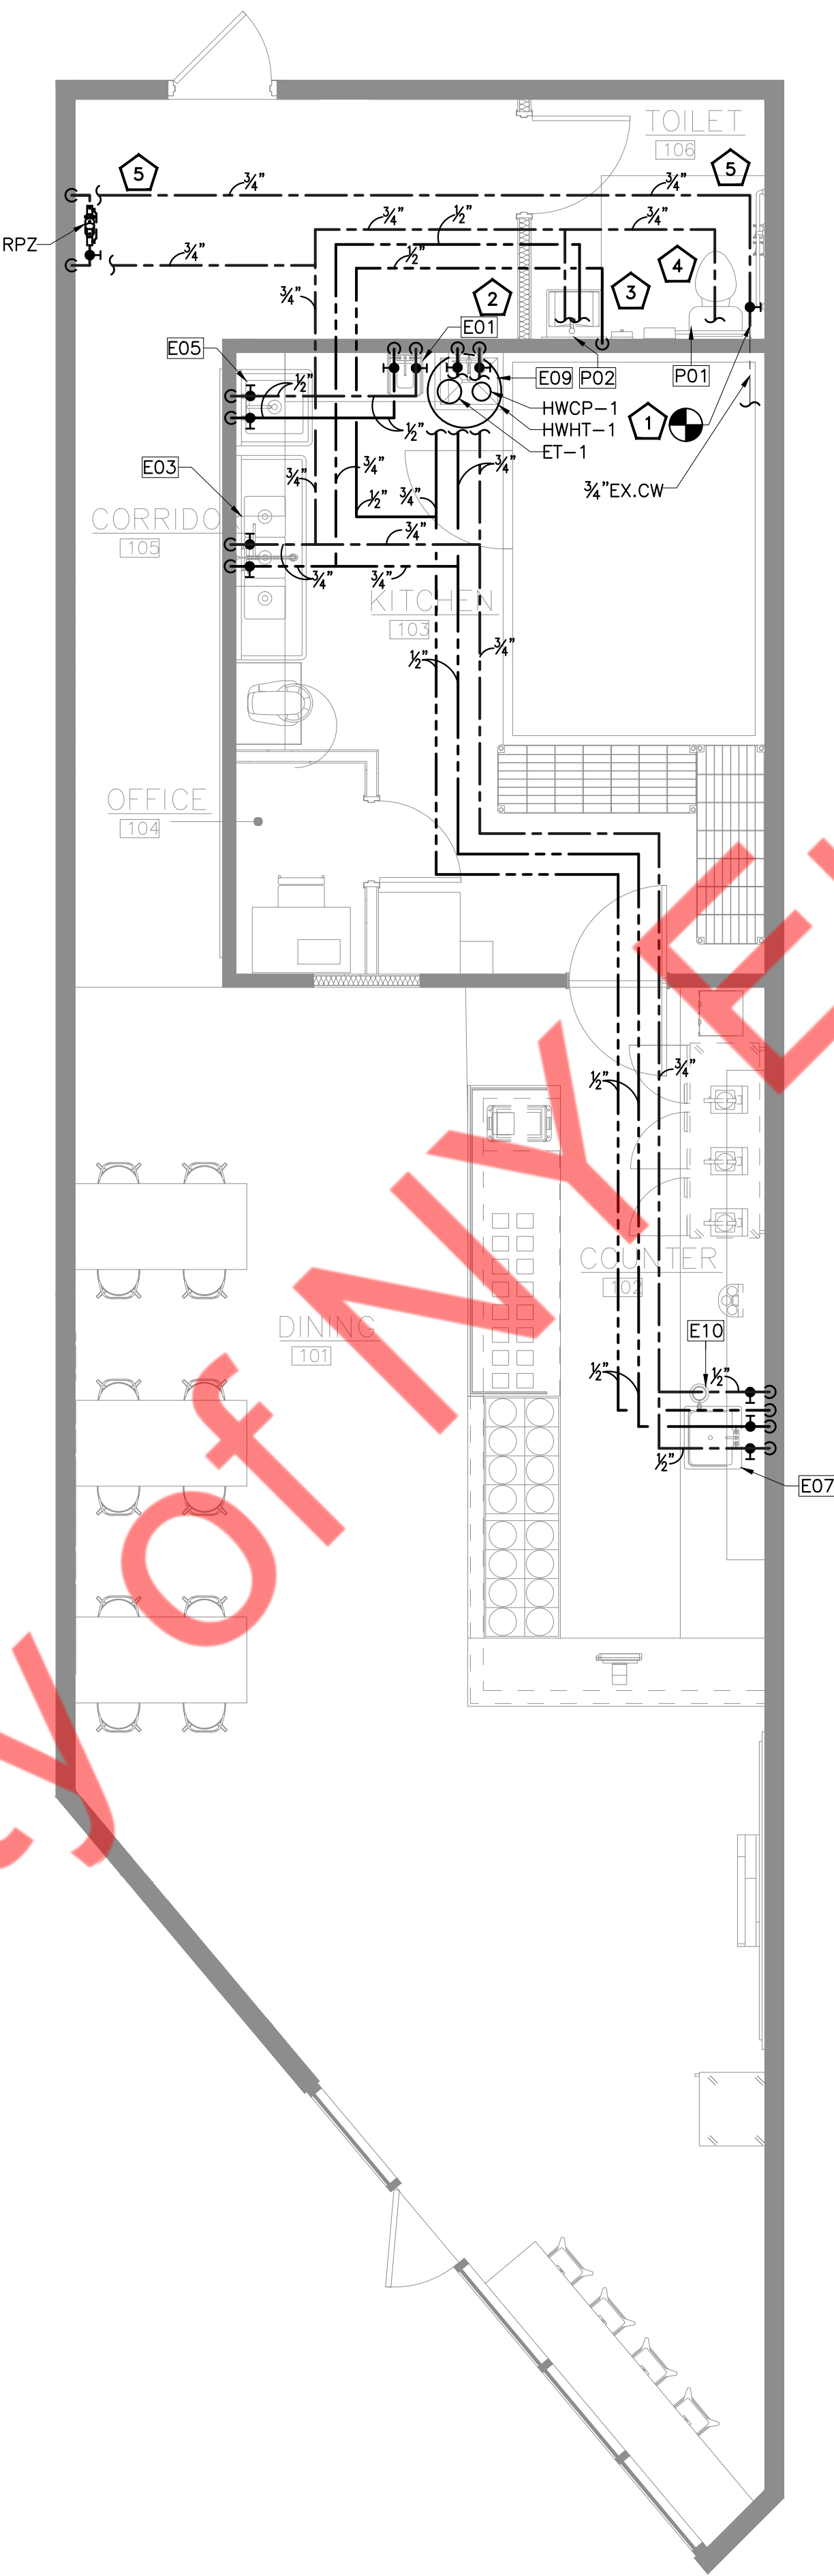 TOILET
106
5
5
¾"
¾"
¾"
½"
¾"
RPZ
¾"
½"
4
3
2
¾"
E01
E05
P02
P01
E09
½"
HWCP-1
1
HWHT-1
½"
ET-1
E03
¾"
¾"
¾"
¾"
½"
¾"
¾"EX.CW
CORRIDO
105
¾"
¾"
¾"
KITCHEN
103
½"
¾"
OFFICE
104
¾"
½"
COUNTER
102
DINING
101
E10
½"
½"
½"
E07
y of NY E